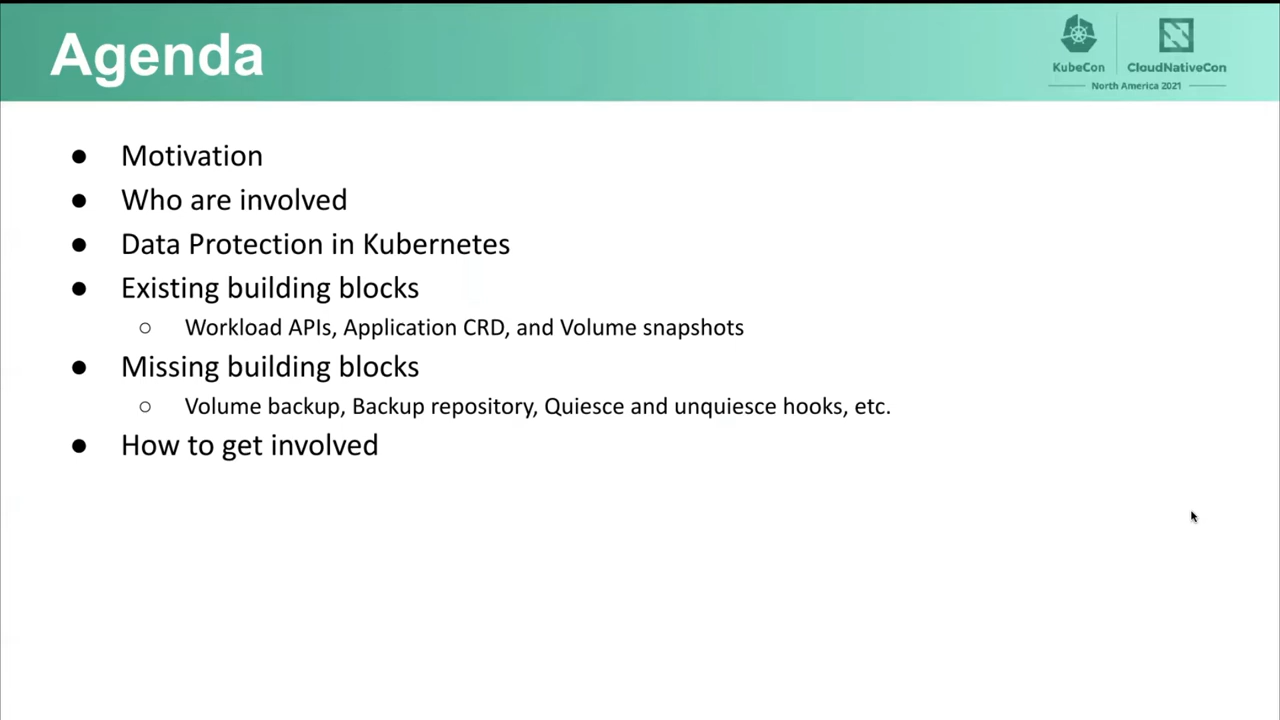 Agenda
KubeCon
CloudNativeCon
North America 2021
● Motivation
● Who are involved
● Data Protection in Kubernetes
● Existing building blocks
○ Workload APIs, Application CRD, and Volume snapshots
● Missing building blocks
○ Volume backup, Backup repository, Quiesce and unquiesce hooks, etc.
● How to get involved